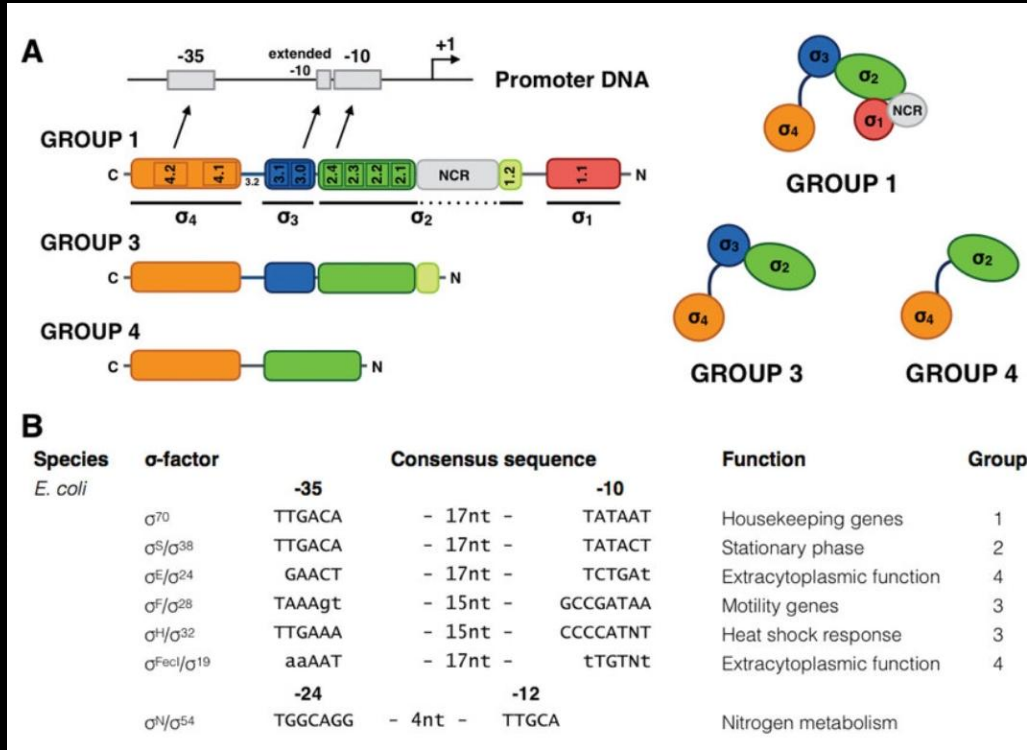 A
-35
extended
-10
-10
+1
Promoter DNA
GROUP 1
C
4.2
4.1
3.2
3.1
3.0
2.4
2.3
2.2
2.1
NCR
1.2
1.1
N
σ4
σ3
σ2
σ1
GROUP 3
C
N
GROUP 4
C
N
σ3
σ2
σ4
σ1
NCR
GROUP 1
σ3
σ2
σ4
GROUP 3
σ2
σ4
GROUP 4
B
Species σ-factor Consensus sequence Function Group
E. coli -35 -10
σ70 TTGACA - 17nt - TATAAT Housekeeping genes 1
σS/σ38 TTGACA - 17nt - TATACT Stationary phase 2
σE/σ24 GAACT - 17nt - TCTGAt Extracytoplasmic function 4
σF/σ28 TAAAgt - 15nt - GCCGATAA Motility genes 3
σH/σ32 TTGAAA - 15nt - CCCCATNT Heat shock response 3
σFecI/σ19 aaAAT - 17nt - tTGTNt Extracytoplasmic function 4
-24 -12
σN/σ54 TGGCAGG - 4nt - TTGCA Nitrogen metabolism